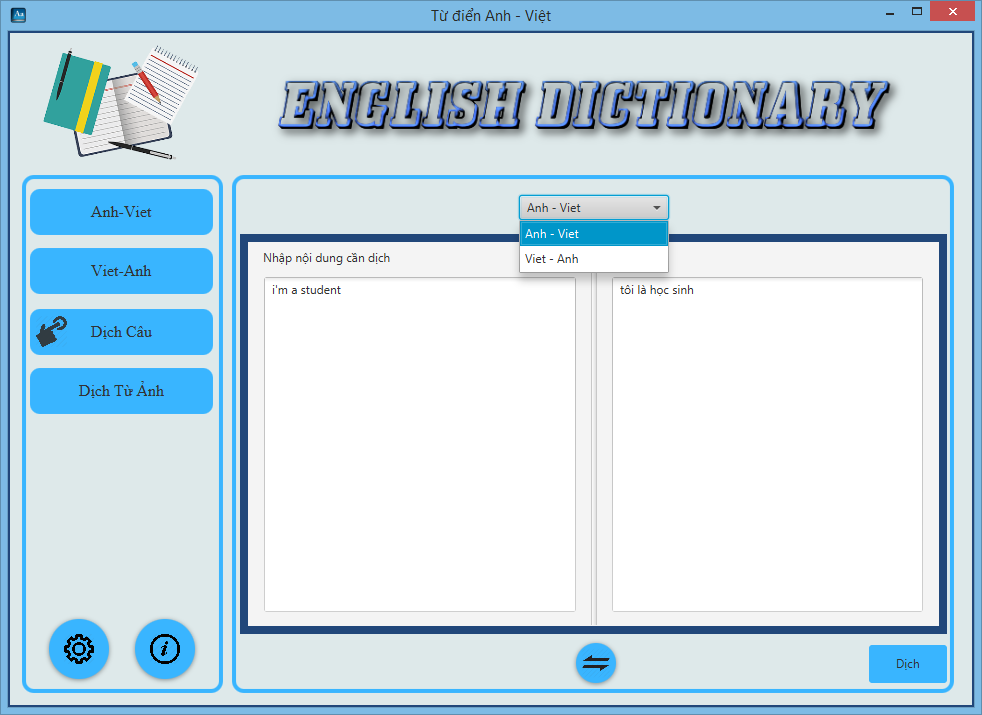 Aa
Từ điển Anh - Việt
ENGLISH DICTIONARY
Anh-Viet
Viet-Anh
Dịch Câu
Dịch Từ Ảnh
Anh - Viet
Anh - Viet
Viet - Anh
Nhập nội dung cần dịch
i'm a student
tôi là học sinh
i
Dịch